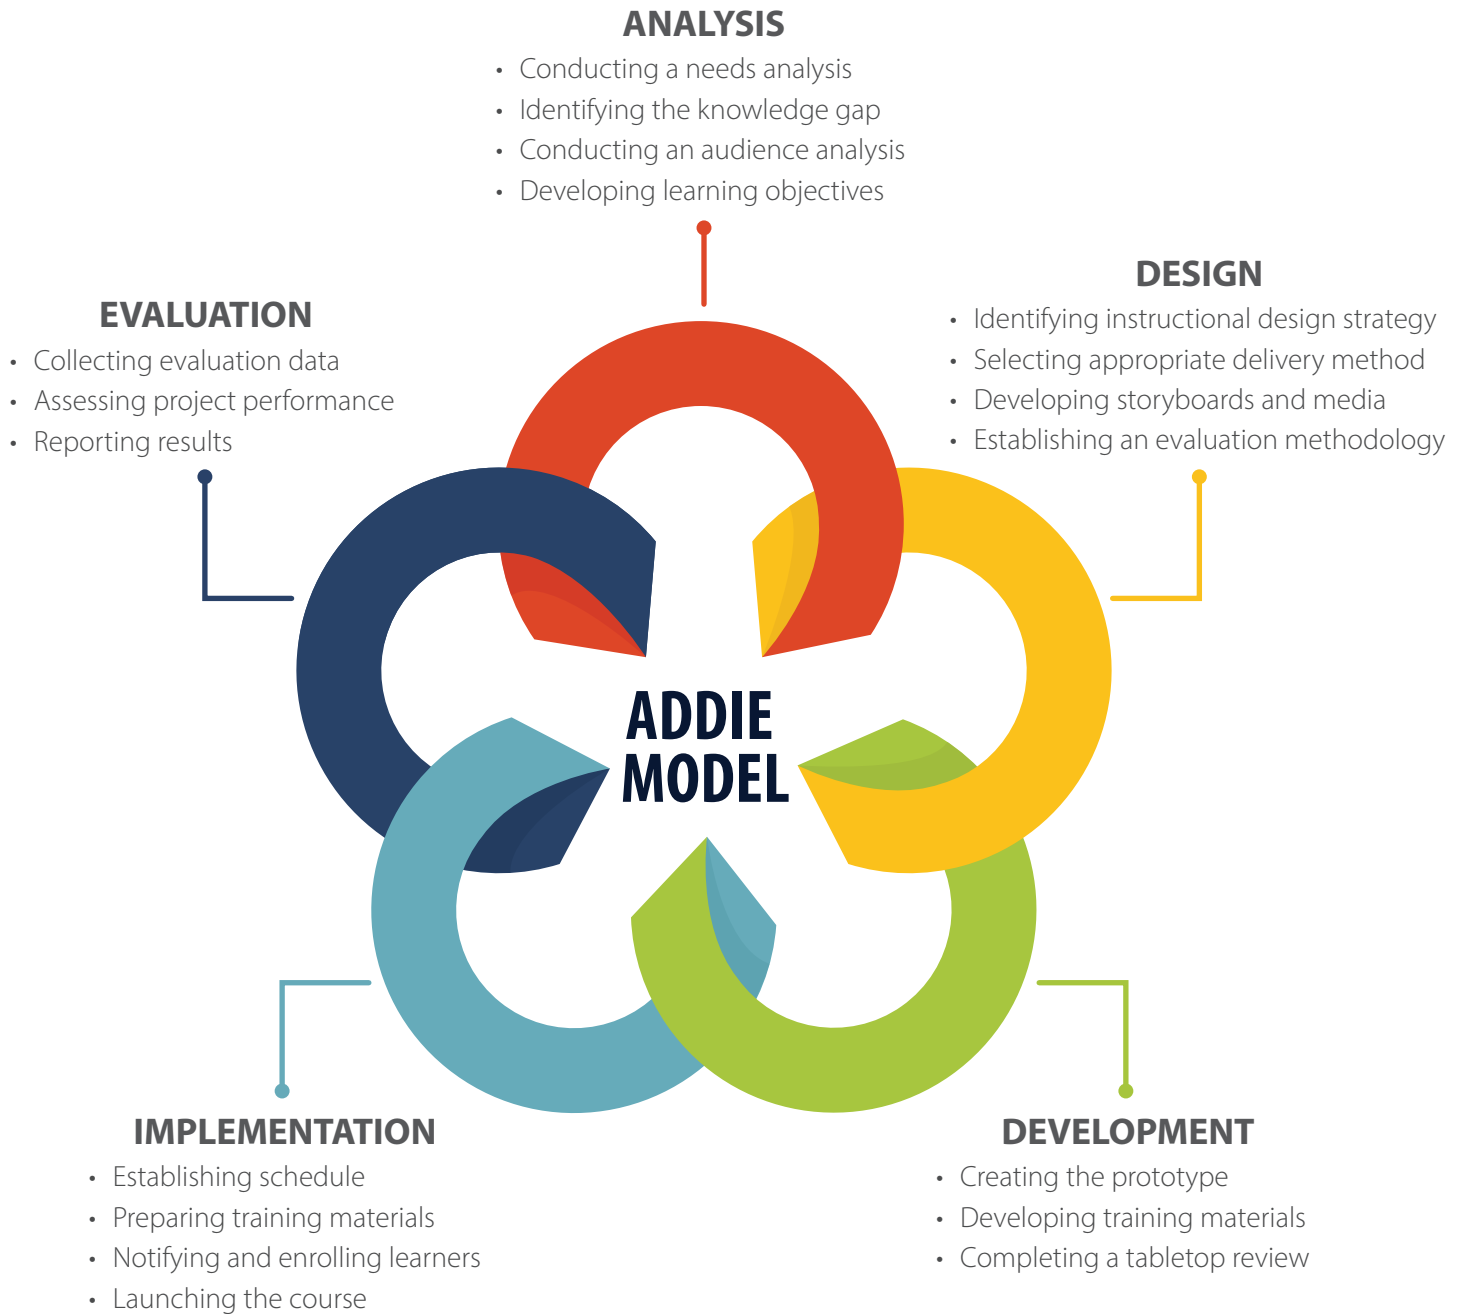 ANALYSIS
• Conducting a needs analysis
• Identifying the knowledge gap
• Conducting an audience analysis
• Developing learning objectives
DESIGN
• Identifying instructional design strategy
• Selecting appropriate delivery method
• Developing storyboards and media
• Establishing an evaluation methodology
EVALUATION
• Collecting evaluation data
• Assessing project performance
• Reporting results
ADDIE
MODEL
IMPLEMENTATION
• Establishing schedule
• Preparing training materials
• Notifying and enrolling learners
• Launching the course
DEVELOPMENT
• Creating the prototype
• Developing training materials
• Completing a tabletop review